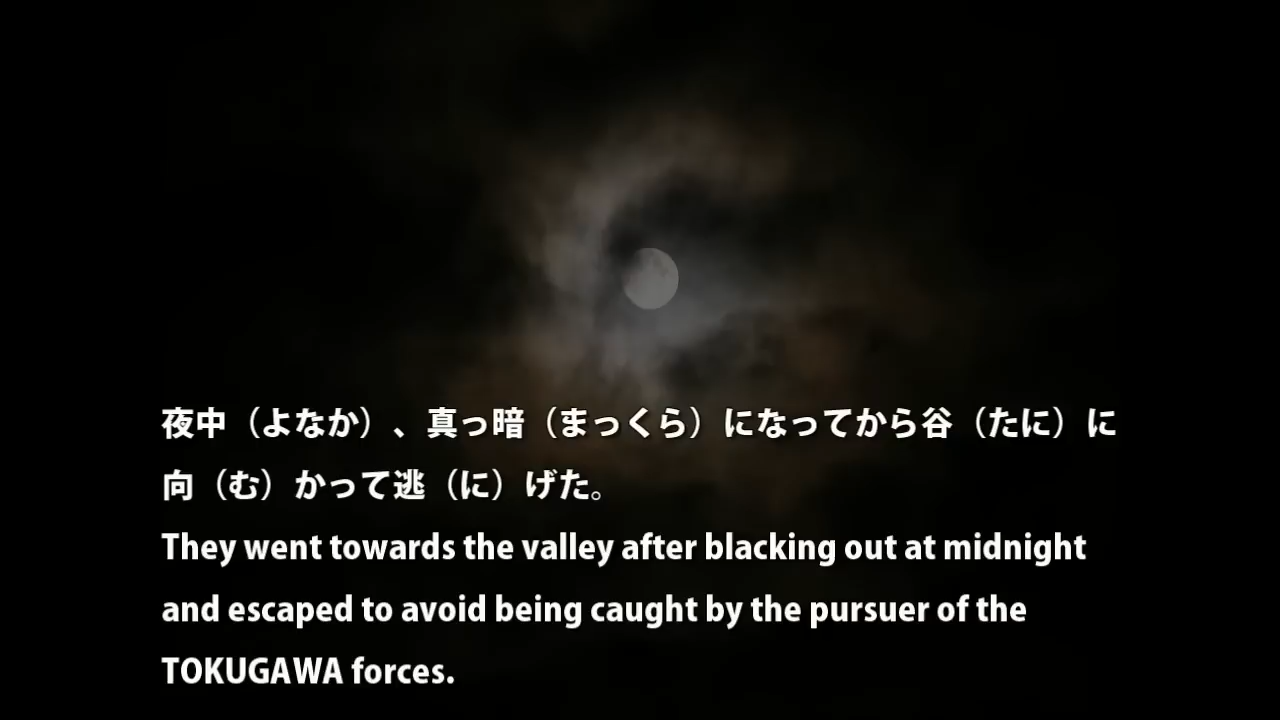 夜中（よなか）、真っ暗（まっくら）になってから谷（たに）に
向（む）かって逃（に）げた。
They went towards the valley after blacking out at midnight
and escaped to avoid being caught by the pursuer of the
TOKUGAWA forces.